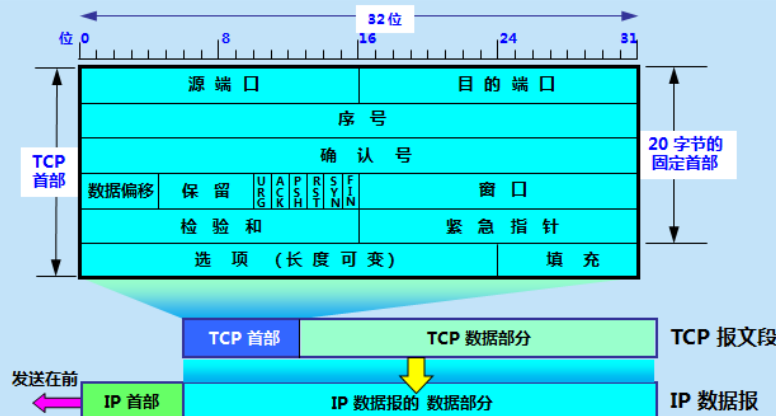 32位
位 0 8 16 24 31
源端口 目的端口
序号
确认号
TCP
首部
20 字节的
固定首部
数据偏移 保留 URG ACK PSH RST SYN FIN 窗口
检验和 紧急指针
选项 (长度可变) 填充
TCP 首部 TCP 数据部分 TCP 报文段
发送在前
IP 首部 IP 数据报的 数据部分 IP 数据报